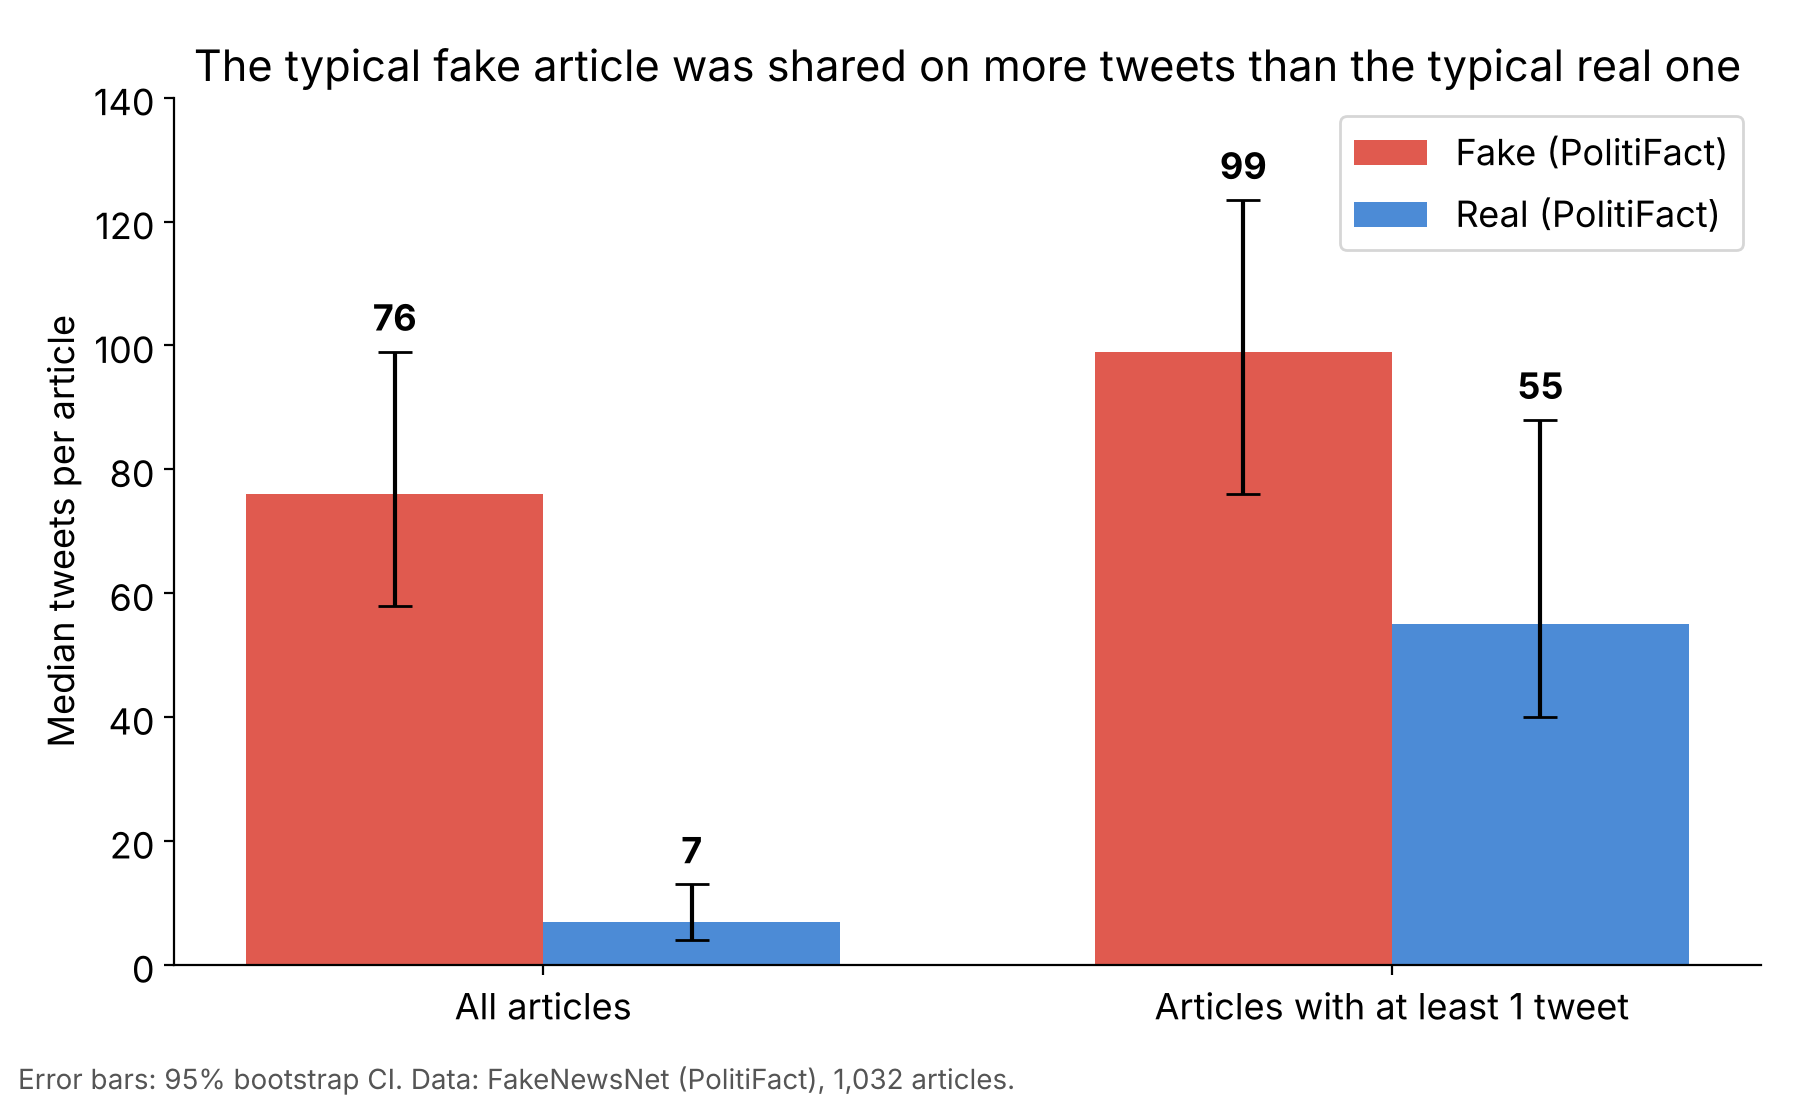 The typical fake article was shared on more tweets than the typical real one
140
120
100
80
60
40
20
0
Median tweets per article
Fake (PolitiFact)
Real (PolitiFact)
76
7
99
55
All articles
Articles with at least 1 tweet
Error bars: 95% bootstrap CI. Data: FakeNewsNet (PolitiFact), 1,032 articles.